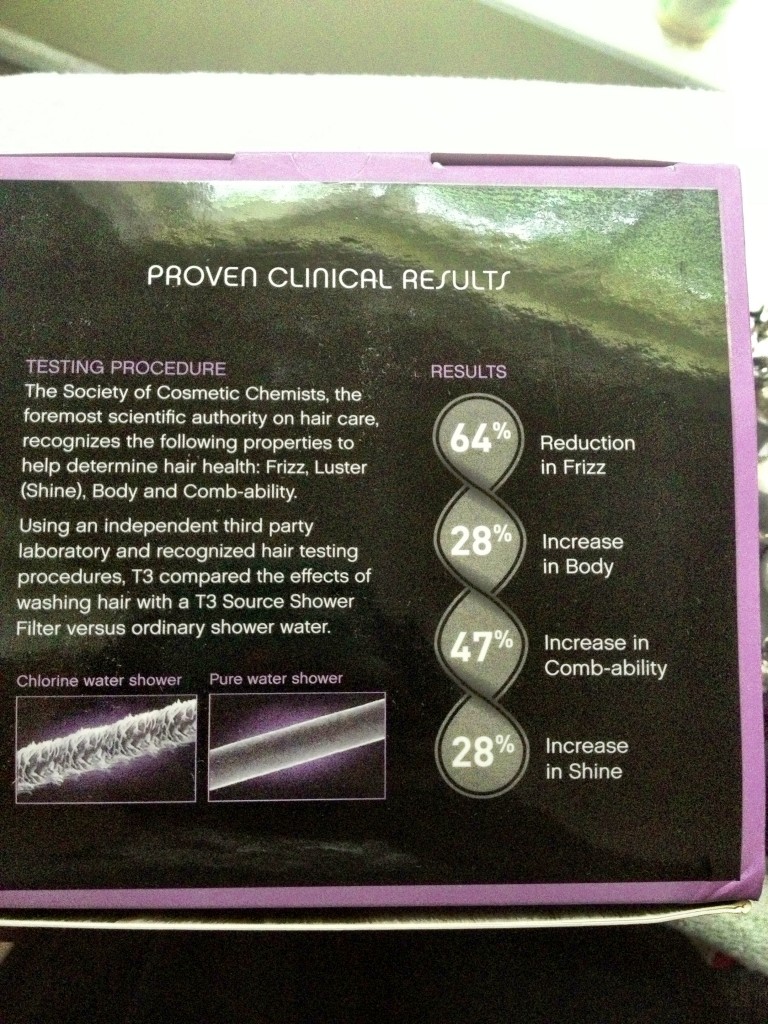 PROVEN CLINICAL RESULTS
TESTING PROCEDURE
The Society of Cosmetic Chemists, the
foremost scientific authority on hair care,
recognizes the following properties to
help determine hair health: Frizz, Luster
(Shine), Body and Comb-ability.
Using an independent third party
laboratory and recognized hair testing
procedures, T3 compared the effects of
washing hair with a T3 Source Shower
Filter versus ordinary shower water.
Chlorine water shower
Pure water shower
RESULTS
64%
Reduction
in Frizz
28%
Increase
in Body
47%
Increase in
Comb-ability
28%
Increase
in Shine